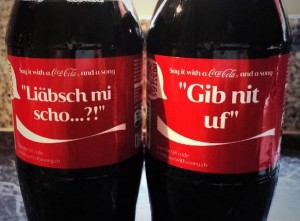 Say it with a Coca-Cola, and a song
"Liäbsch mi
scho...?!"
Say it with a Coca-Cola, and a song
"Gib nit
uf"